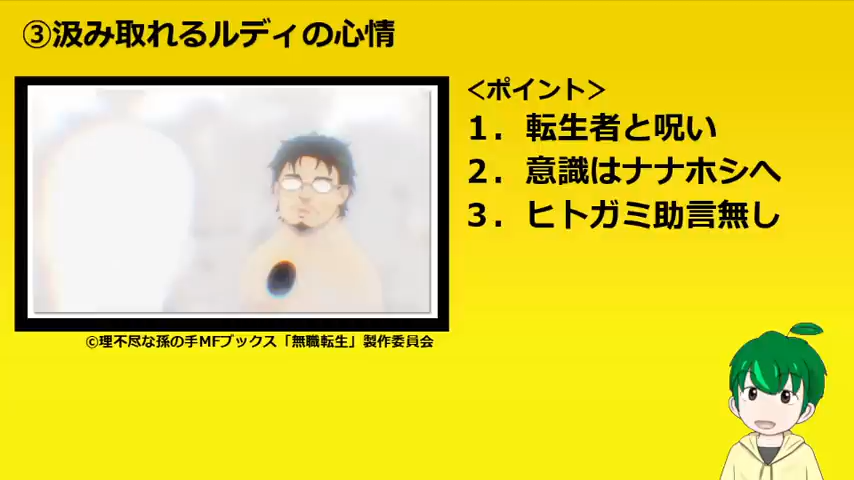 ③汲み取れるルディの心情
<ポイント>
１．転生者と呪い
２．意識はナナホシへ
３．ヒトガミ助言無し
©理不尽な孫の手MFブックス「無職転生」製作委員会